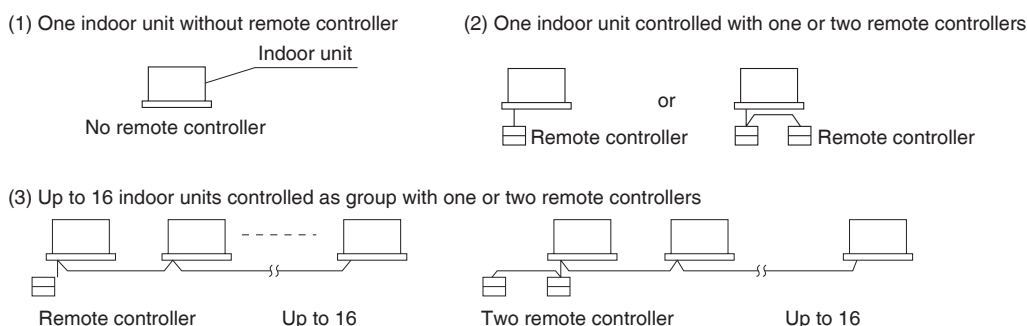 (1) One indoor unit without remote controller
Indoor unit
No remote controller
(2) One indoor unit controlled with one or two remote controllers
or
Remote controller
Remote controller
(3) Up to 16 indoor units controlled as group with one or two remote controllers
Remote controller
Up to 16
Two remote controller
Up to 16